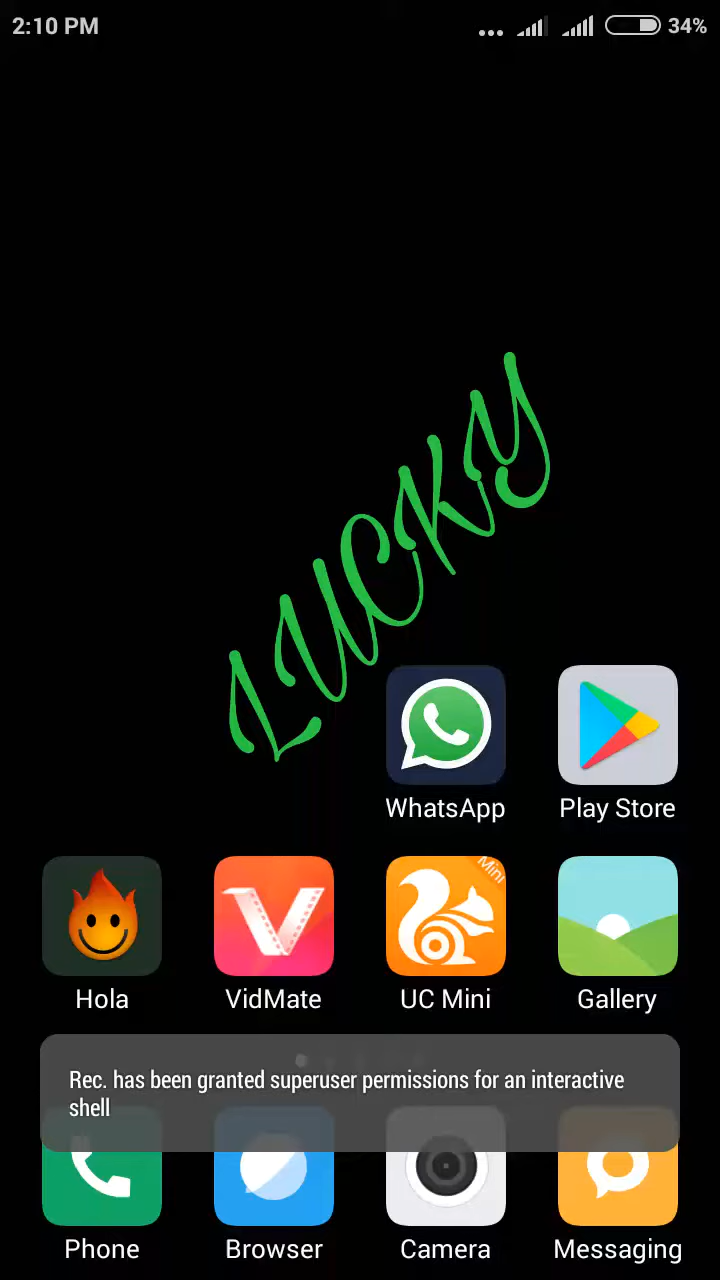 2:10 PM
34%
LUCKY
WhatsApp
Play Store
Mini
Hola
VidMate
UC Mini
Gallery
Rec. has been granted superuser permissions for an interactive
shell
Phone
Browser
Camera
Messaging